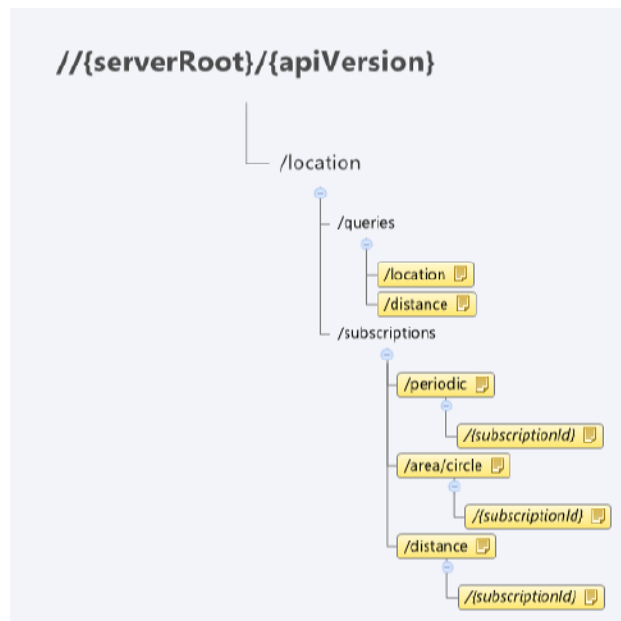 //{serverRoot}/{apiVersion}
/location
/queries
/location
/distance
/subscriptions
/periodic
/{subscriptionId}
/area/circle
/{subscriptionId}
/distance
/{subscriptionId}